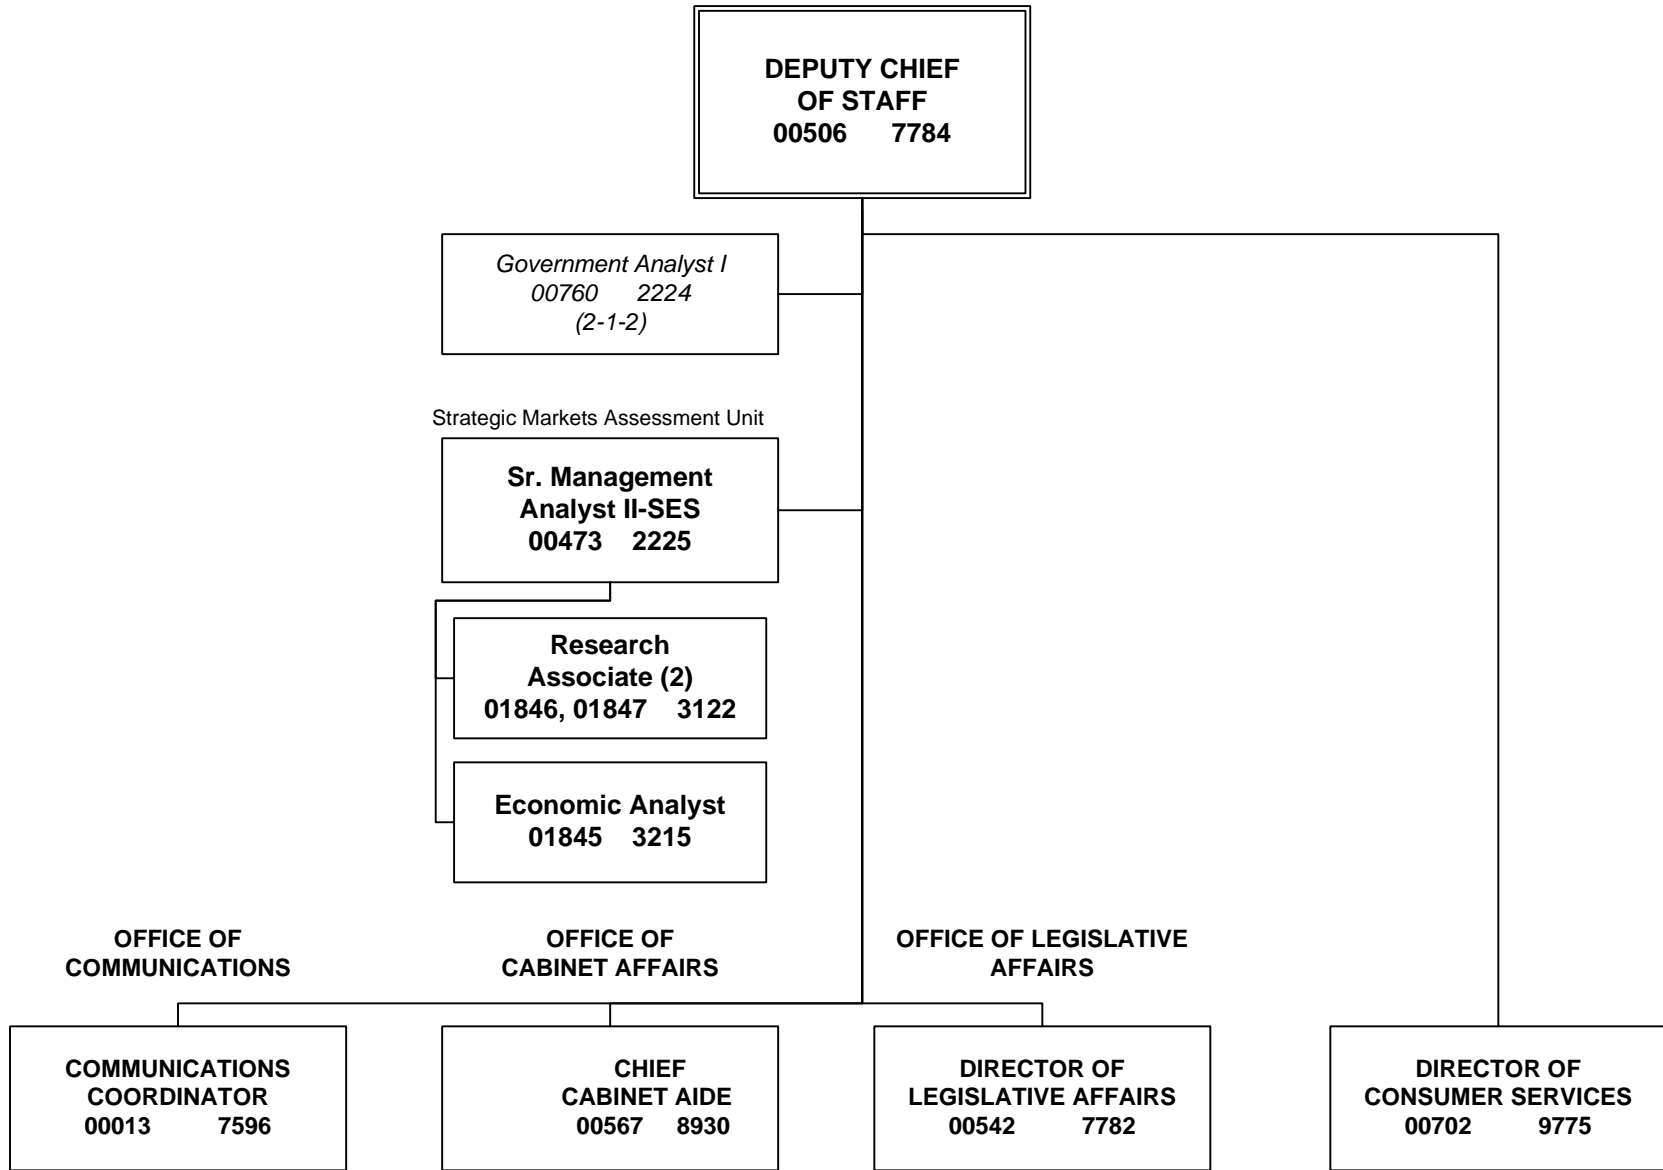 DEPUTY CHIEF
OF STAFF
00506 7784
Government Analyst I
00760 2224
(2-1-2)
Strategic Markets Assessment Unit
Sr. Management
Analyst II-SES
00473 2225
Research
Associate (2)
01846, 01847 3122
Economic Analyst
01845 3215
OFFICE OF
COMMUNICATIONS
OFFICE OF
CABINET AFFAIRS
OFFICE OF LEGISLATIVE
AFFAIRS
COMMUNICATIONS
COORDINATOR
00013 7596
CHIEF
CABINET AIDE
00567 8930
DIRECTOR OF
LEGISLATIVE AFFAIRS
00542 7782
DIRECTOR OF
CONSUMER SERVICES
00702 9775